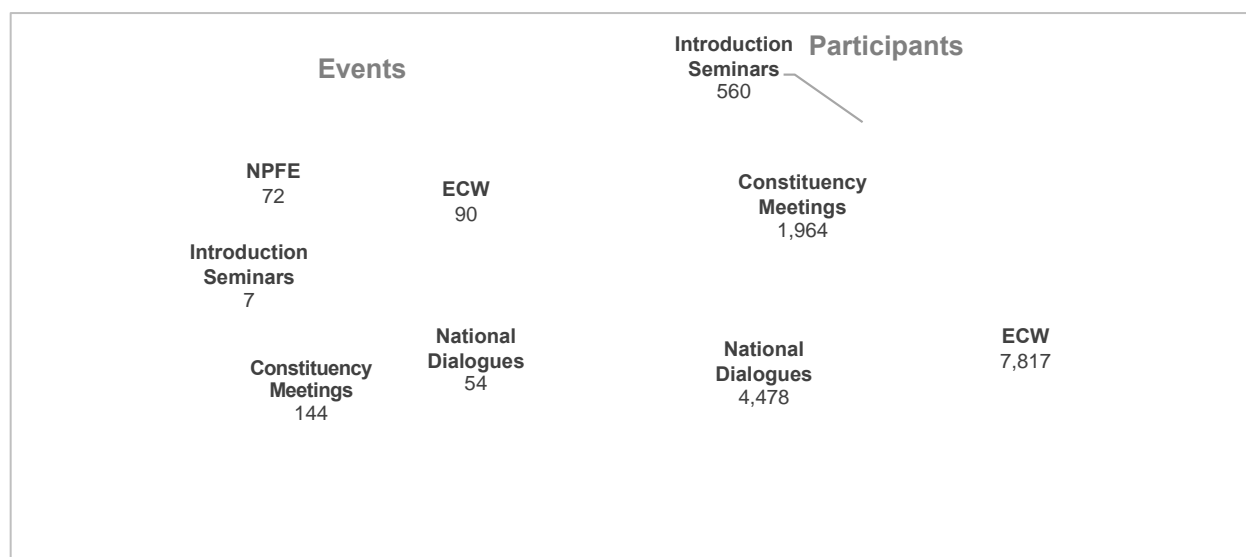 Events
NPFE
72
ECW
90
Introduction
Seminars
7
National
Dialogues
54
Constituency
Meetings
144
Participants
Introduction
Seminars
560
Constituency
Meetings
1,964
National
Dialogues
4,478
ECW
7,817